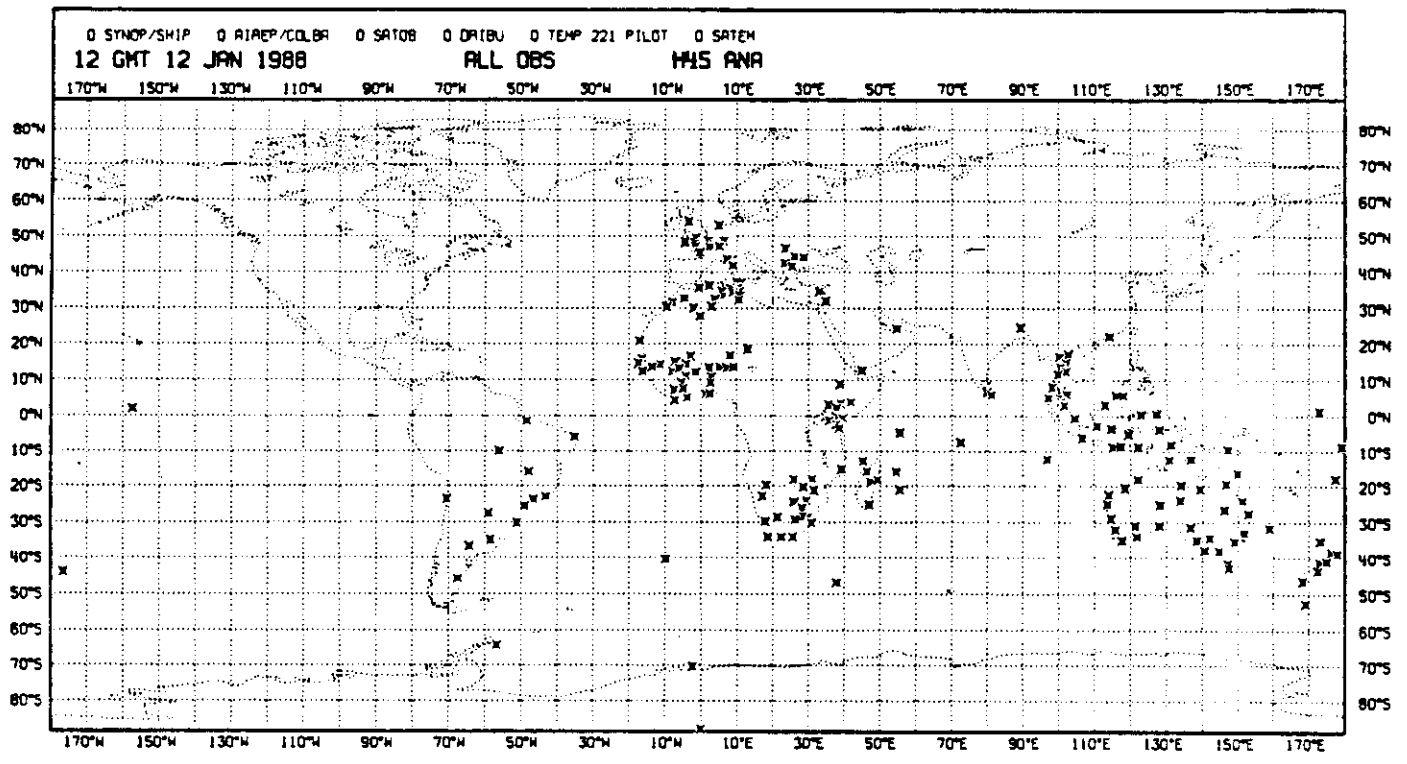 0 SYNOP/SHIP 0 AIREP/COLBA 0 SATOB 0 DRIBU 0 TEMP 221 PILOT 0 SATEM
12 GMT 12 JAN 1988 ALL OBS H45 ANA
170°W 150°W 130°W 110°W 90°W 70°W 50°W 30°W 10°W 10°E 30°E 50°E 70°E 90°E 110°E 130°E 150°E 170°E
80°N 80°N
70°N 70°N
60°N 60°N
50°N 50°N
40°N 40°N
30°N 30°N
20°N 20°N
10°N 10°N
0°N 0°N
10°S 10°S
20°S 20°S
30°S 30°S
40°S 40°S
50°S 50°S
60°S 60°S
70°S 70°S
80°S 80°S
170°W 150°W 130°W 110°W 90°W 70°W 50°W 30°W 10°W 10°E 30°E 50°E 70°E 90°E 110°E 130°E 150°E 170°E